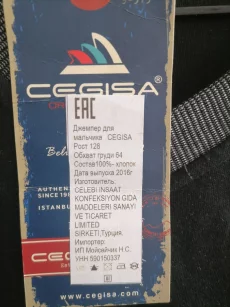 CEGISA
EAC
Джемпер для
мальчика CEGISA
Рост 128
Обхват груди 64
Состав100%- хлопок
Дата выпуска 2016г
Изготовитель:
CELEBI INSAAT
KONFEKSIYON GIDA
MADDELERI SANAYI
VE TICARET
LIMITED
SIRKETI,Турция.
Импортер:
ИП Мойсейчик Н.С.
УНН 590150337
AUTHENT
SINCE 19
ISTANBUL
CEG
www.cegisa.com